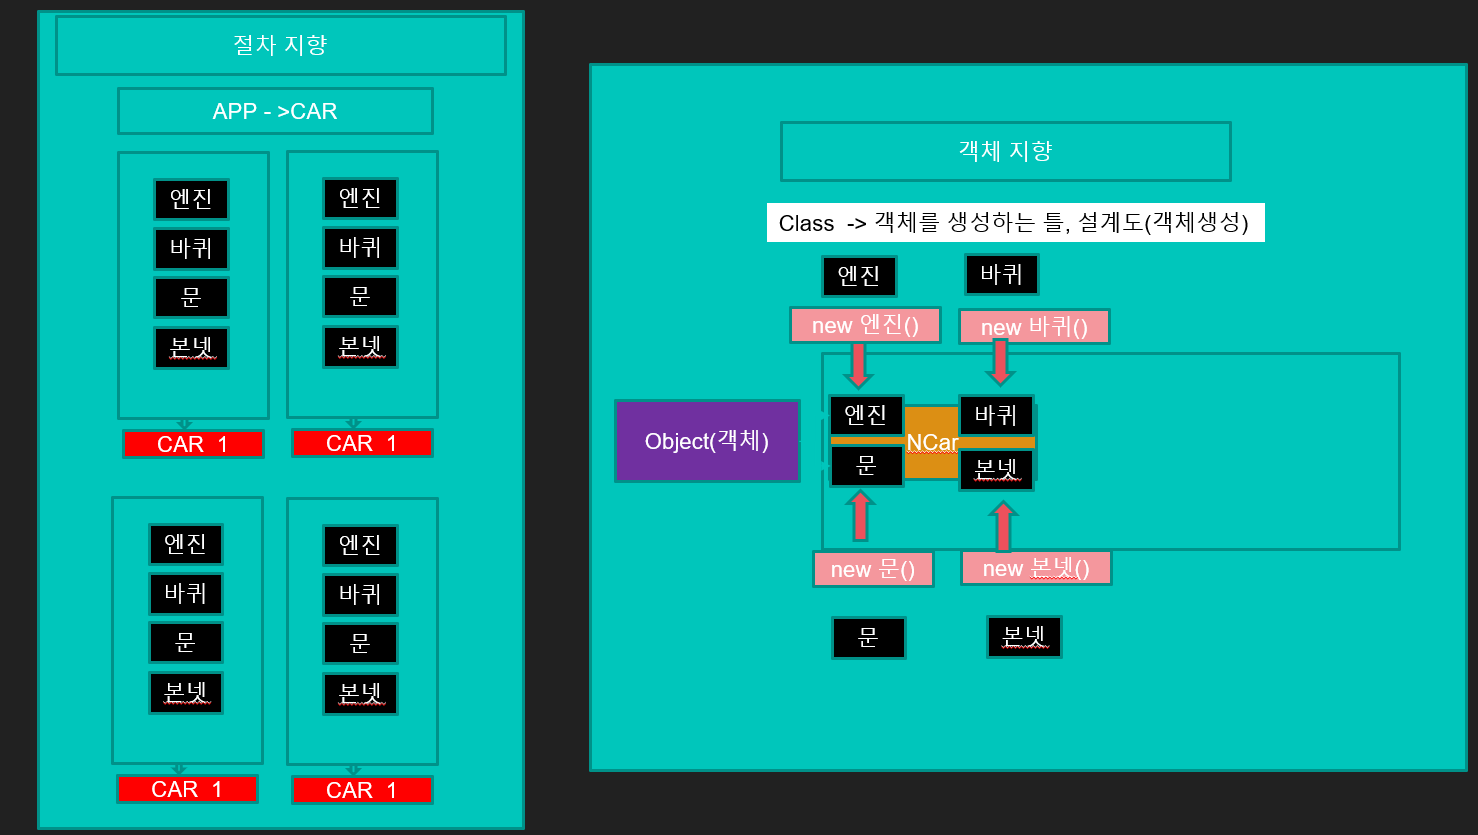 절차 지향
APP - >CAR
엔진
바퀴
문
본넷
CAR 1
엔진
바퀴
문
본넷
CAR 1
엔진
바퀴
문
본넷
CAR 1
엔진
바퀴
문
본넷
CAR 1
객체 지향
Class -> 객체를 생성하는 틀, 설계도(객체생성)
엔진
바퀴
new 엔진()
new 바퀴()
Object(객체)
엔진
바퀴
NCar
문
본넷
new 문()
new 본넷()
문
본넷